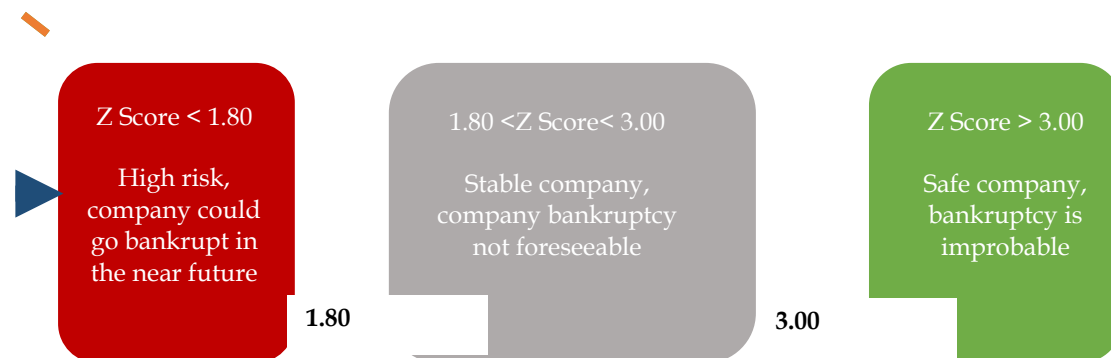 Z Score < 1.80
High risk,
company could
go bankrupt in
the near future
1.80 <Z Score< 3.00
Stable company,
company bankruptcy
not foreseeable
Z Score > 3.00
Safe company,
bankruptcy is
improbable
1.80
3.00